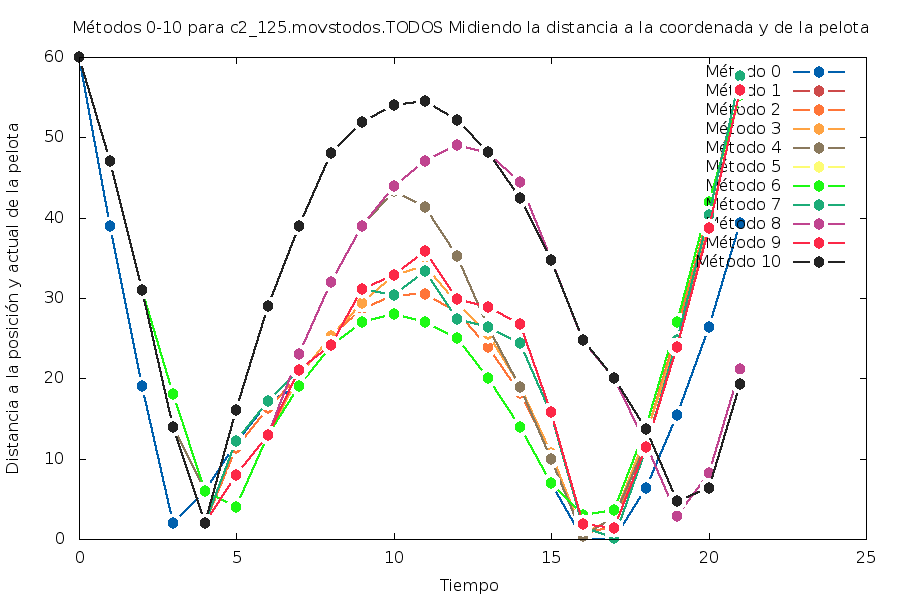 Métodos 0-10 para c2_125.movstodos.TODOS Midiendo la distancia a la coordenada y de la pelota
Distancia a la posición y actual de la pelota
60
50
40
30
20
10
0
0
5
10
15
20
25
Tiempo
Método 0
Método 1
Método 2
Método 3
Método 4
Método 5
Método 6
Método 7
Método 8
Método 9
Método 10